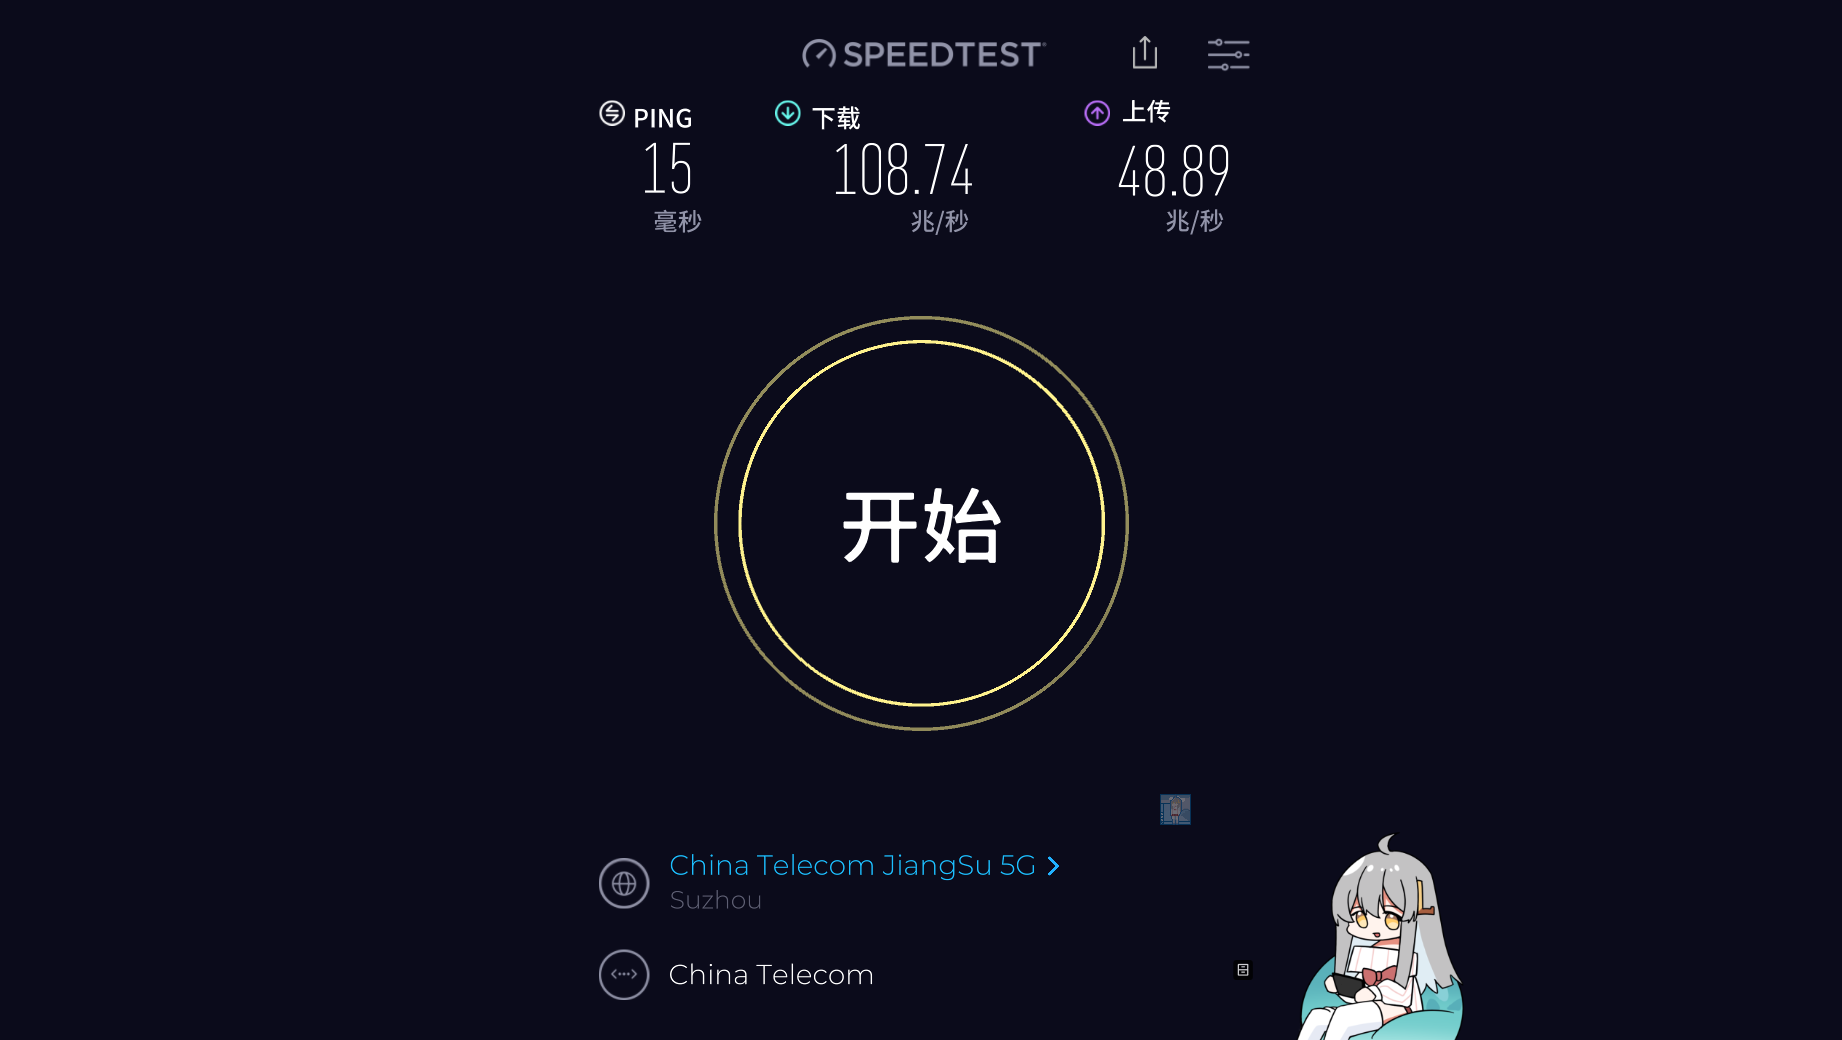 SPEEDTEST
PING
15
毫秒
下载
108.74
兆/秒
上传
48.89
兆/秒
开始
China Telecom JiangSu 5G
Suzhou
China Telecom